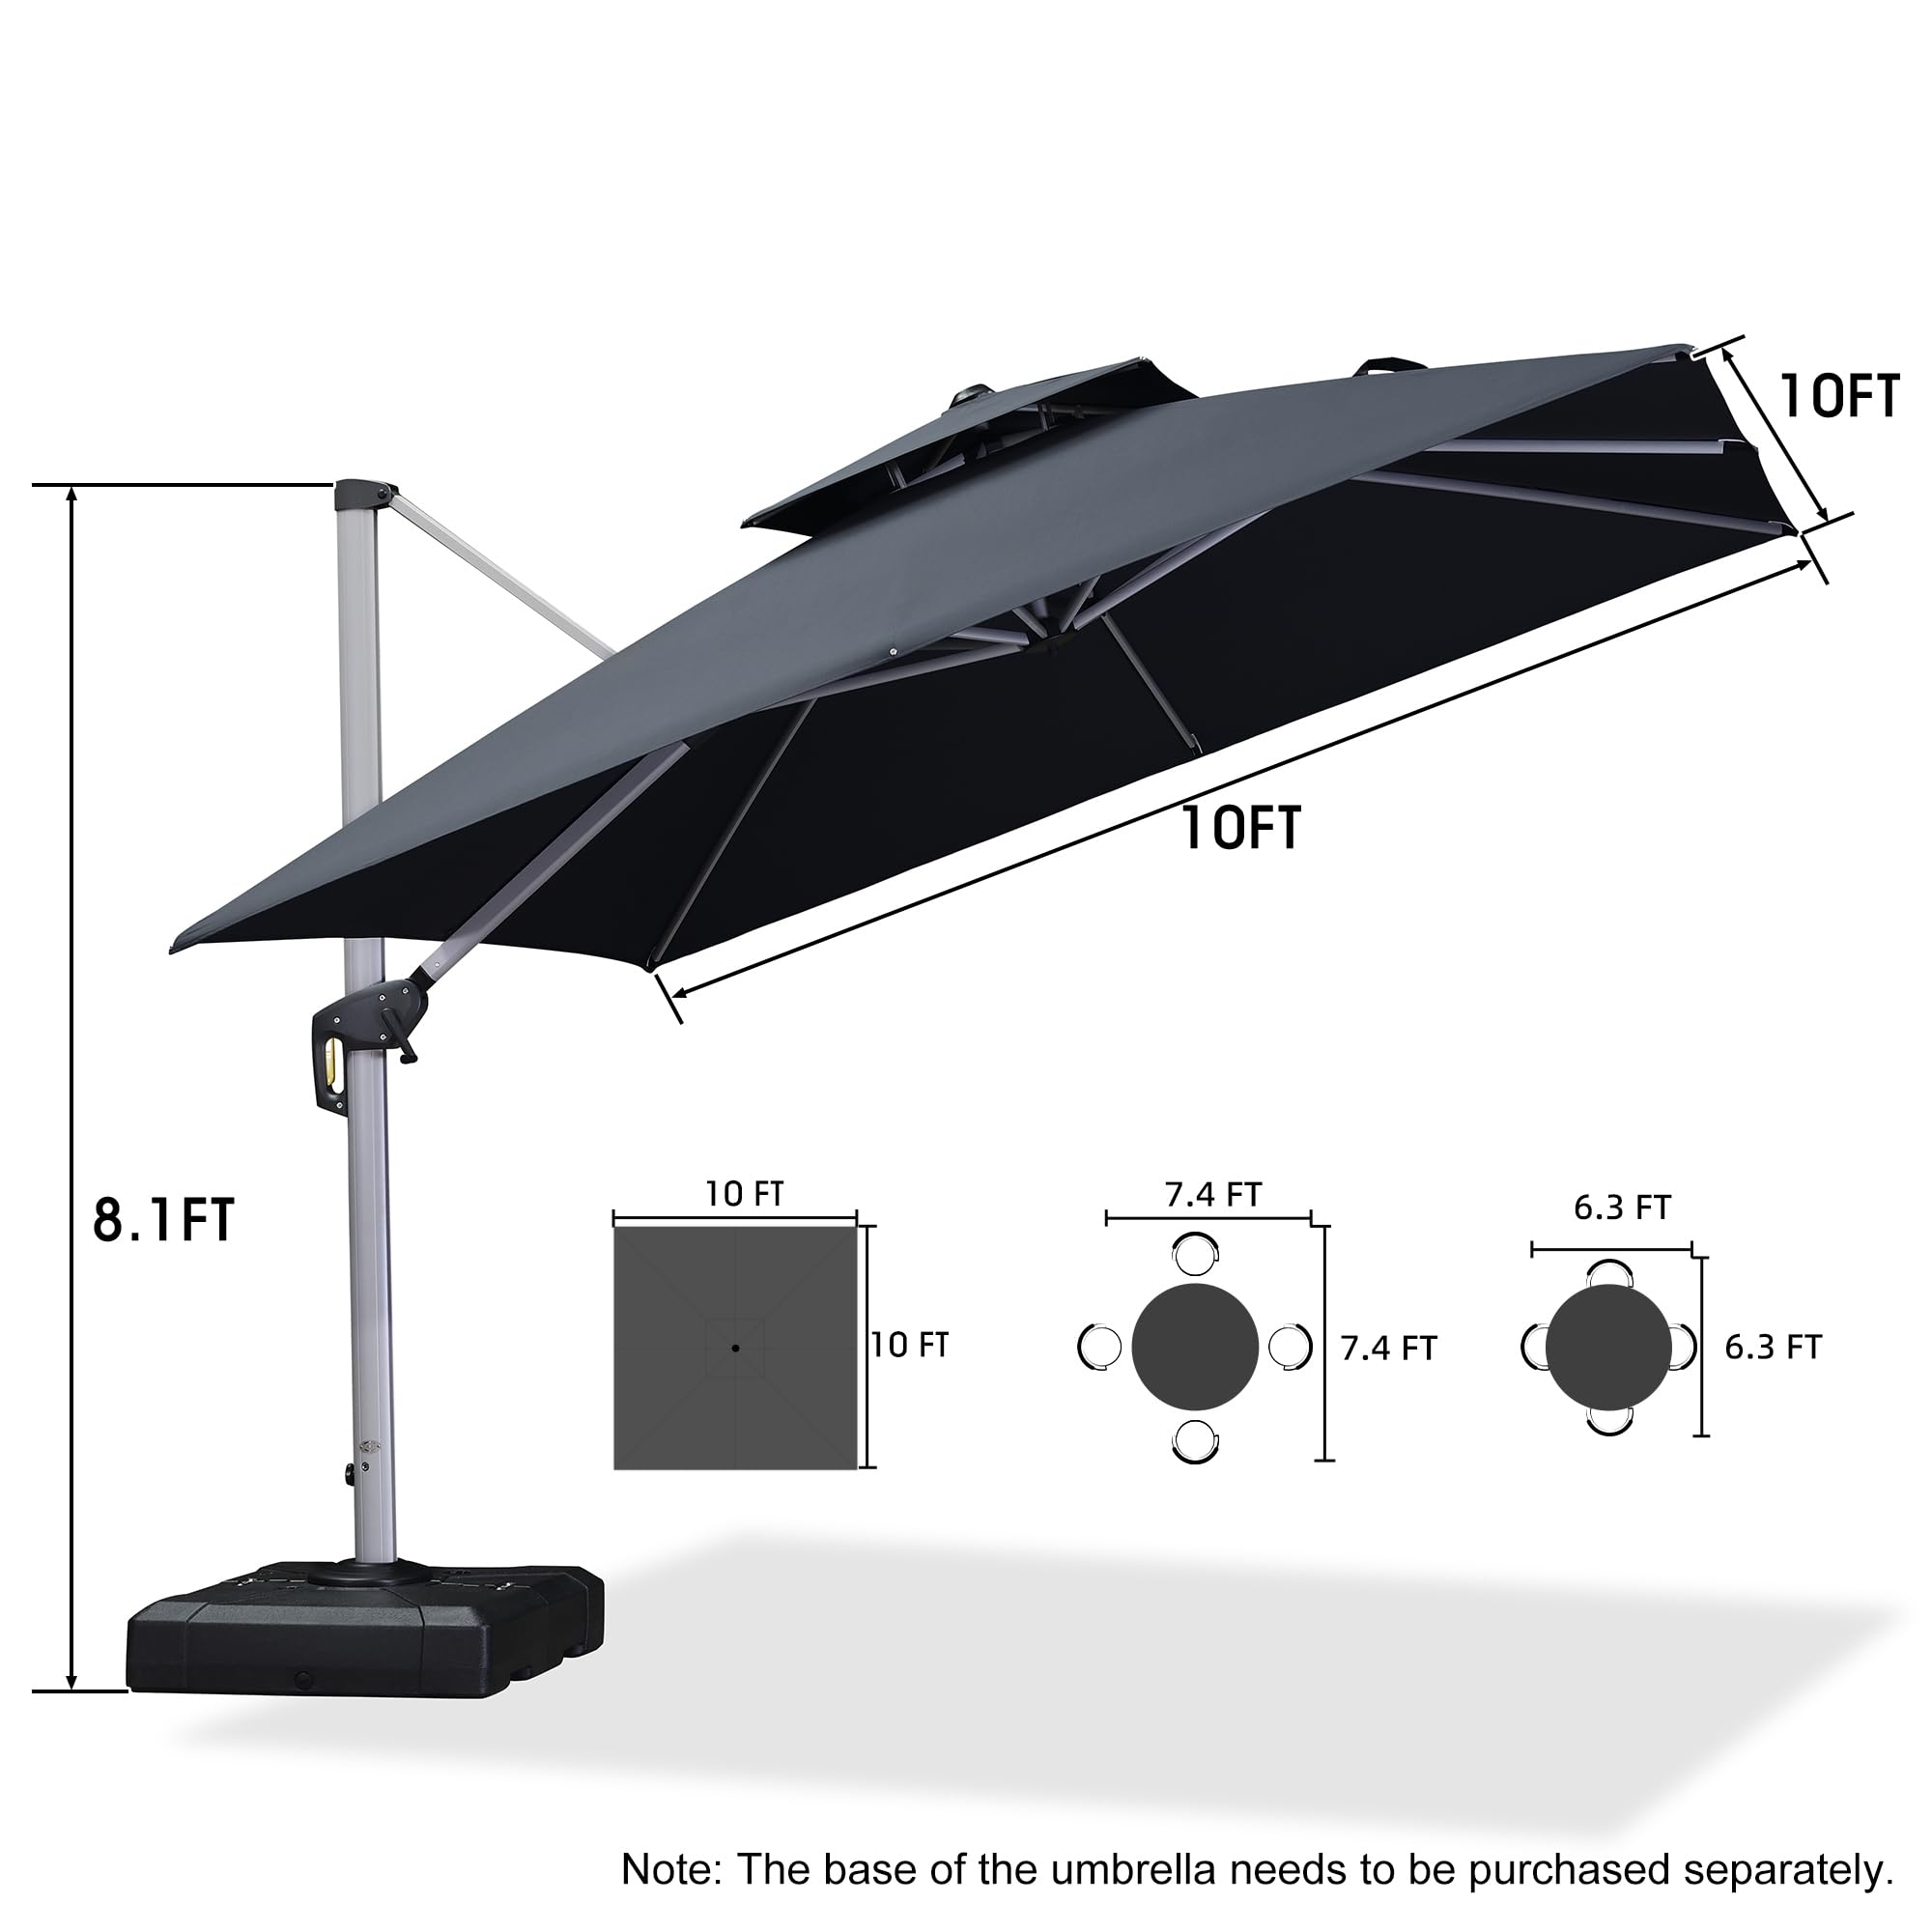 10FT
10FT
8.1FT
10 FT
10 FT
7.4 FT
7.4 FT
6.3 FT
6.3 FT
Note: The base of the umbrella needs to be purchased separately.